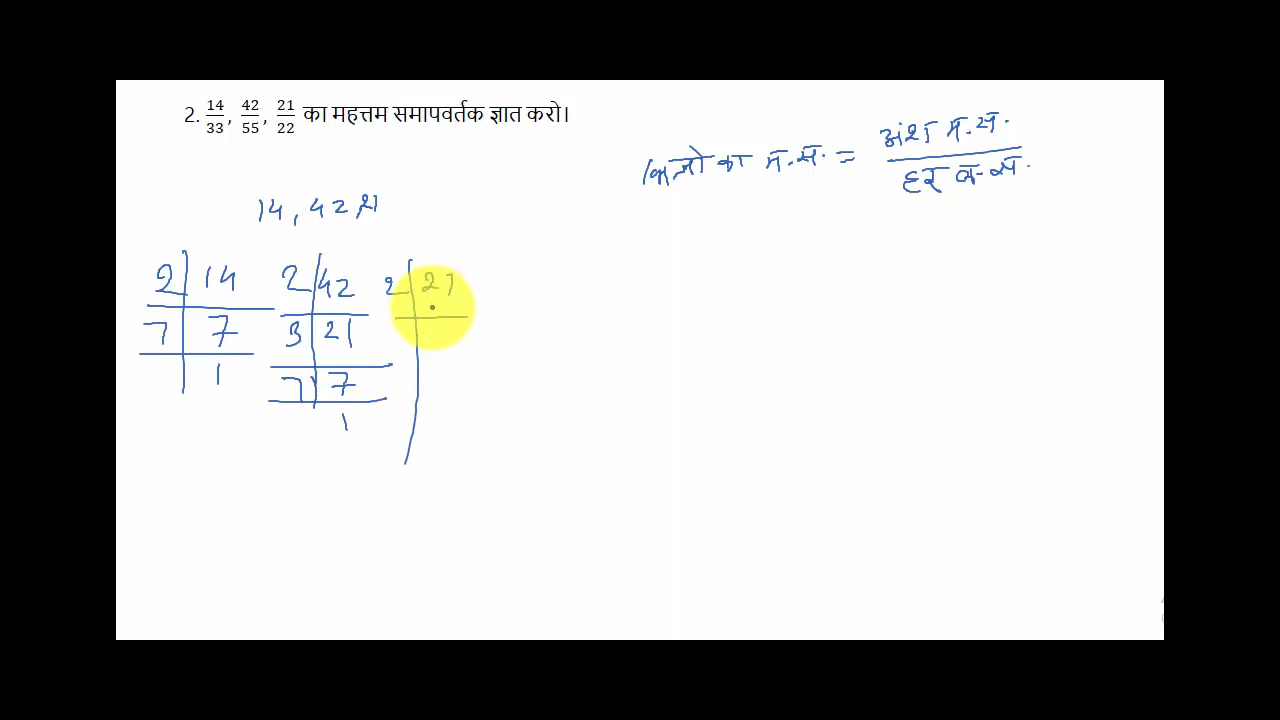 2. 14/33, 42/55, 21/22 का महत्तम समापवर्तक ज्ञात करो।
भिन्नो का म.स. = अंश म.स. / हर ल.स.
14, 42, 21
2 | 14
7 | 7
1
2 | 42
3 | 21
7 | 7
1
2 | 21